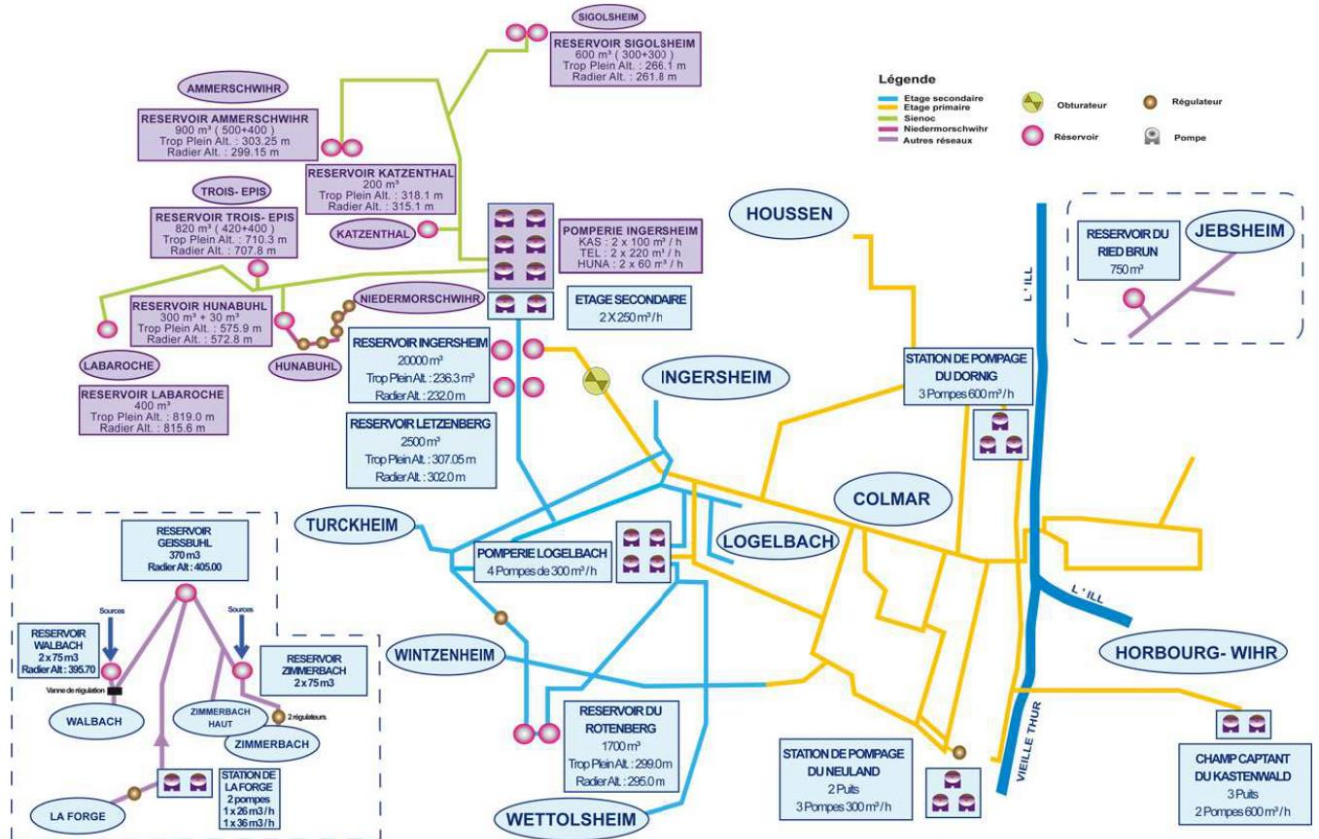 SIGOLSHEIM
RESERVOIR SIGOLSHEIM
600 m³ ( 300+300 )
Trop Plein Alt. : 266.1 m
Radier Alt. : 261.8 m
AMMERSCHWIHR
RESERVOIR AMMERSCHWIHR
900 m³ ( 500+400 )
Trop Plein Alt. : 303.25 m
Radier Alt. : 299.15 m
RESERVOIR KATZENTHAL
200 m³
Trop Plein Alt. : 318.1 m
Radier Alt. : 315.1 m
KATZENTHAL
TROIS- EPIS
RESERVOIR TROIS- EPIS
820 m³ ( 420+400 )
Trop Plein Alt. : 710.3 m
Radier Alt. : 707.8 m
POMPERIE INGERSHEIM
KAS : 2 x 100 m³ / h
TEL : 2 x 220 m³ / h
HUNA : 2 x 60 m³ / h
RESERVOIR HUNABUHL
300 m³ + 30 m³
Trop Plein Alt. : 575.9 m
Radier Alt. : 572.8 m
NIEDERMORSCHWIHR
HUNABUHL
LABAROCHE
RESERVOIR LABAROCHE
400 m³
Trop Plein Alt. : 819.0 m
Radier Alt. : 815.6 m
ETAGE SECONDAIRE
2 X 250 m³ / h
RESERVOIR INGERSHEIM
20000 m³
Trop Plein Alt. : 236.3 m³
Radier Alt. : 232.0 m
RESERVOIR LETZENBERG
2500 m³
Trop Plein Alt. : 307.05 m
Radier Alt. : 302.0 m
Légende
Etage secondaire
Etage primaire
Sienoc
Niedermorschwihr
Autres réseaux
Obturateur
Réservoir
Régulateur
Pompe
HOUSSEN
L ' ILL
RESERVOIR DU
RIED BRUN
750 m³
JEBSHEIM
INGERSHEIM
STATION DE POMPAGE
DU DORNIG
3 Pompes 600 m³ / h
COLMAR
TURCKHEIM
POMPERIE LOGELBACH
4 Pompes de 300 m³ / h
LOGELBACH
L ' ILL
HORBOURG- WIHR
WINTZENHEIM
RESERVOIR DU
ROTENBERG
1700 m³
Trop Plein Alt. : 299.0 m
Radier Alt. : 295.0 m
WETTOLSHEIM
STATION DE POMPAGE
DU NEULAND
2 Puits
3 Pompes 300 m³ / h
VIEILLE THUR
CHAMP CAPTANT
DU KASTENWALD
3 Puits
2 Pompes 600 m³ / h
RESERVOIR
GEISSBUHL
370 m3
Radier Alt : 405.00
Sources
Sources
RESERVOIR
WALBACH
2 x 75 m3
Radier Alt : 395.70
Vanne de régulation
WALBACH
RESERVOIR
ZIMMERBACH
2 x 75 m3
ZIMMERBACH
HAUT
2 régulateurs
ZIMMERBACH
STATION DE
LA FORGE
2 pompes
1 x 26 m3 / h
1 x 36 m3 / h
LA FORGE